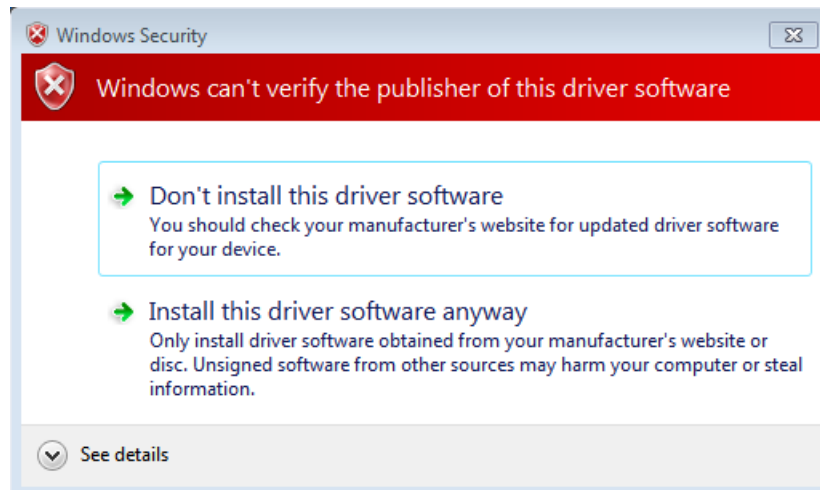 Windows Security
Windows can't verify the publisher of this driver software
Don't install this driver software
You should check your manufacturer's website for updated driver software
for your device.
Install this driver software anyway
Only install driver software obtained from your manufacturer's website or
disc. Unsigned software from other sources may harm your computer or steal
information.
See details